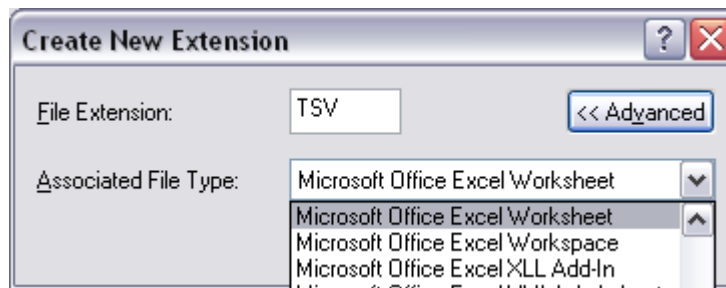 Create New Extension
File Extension: TSV << Advanced
Associated File Type: Microsoft Office Excel Worksheet
Microsoft Office Excel Worksheet
Microsoft Office Excel Workspace
Microsoft Office Excel XLL Add-In